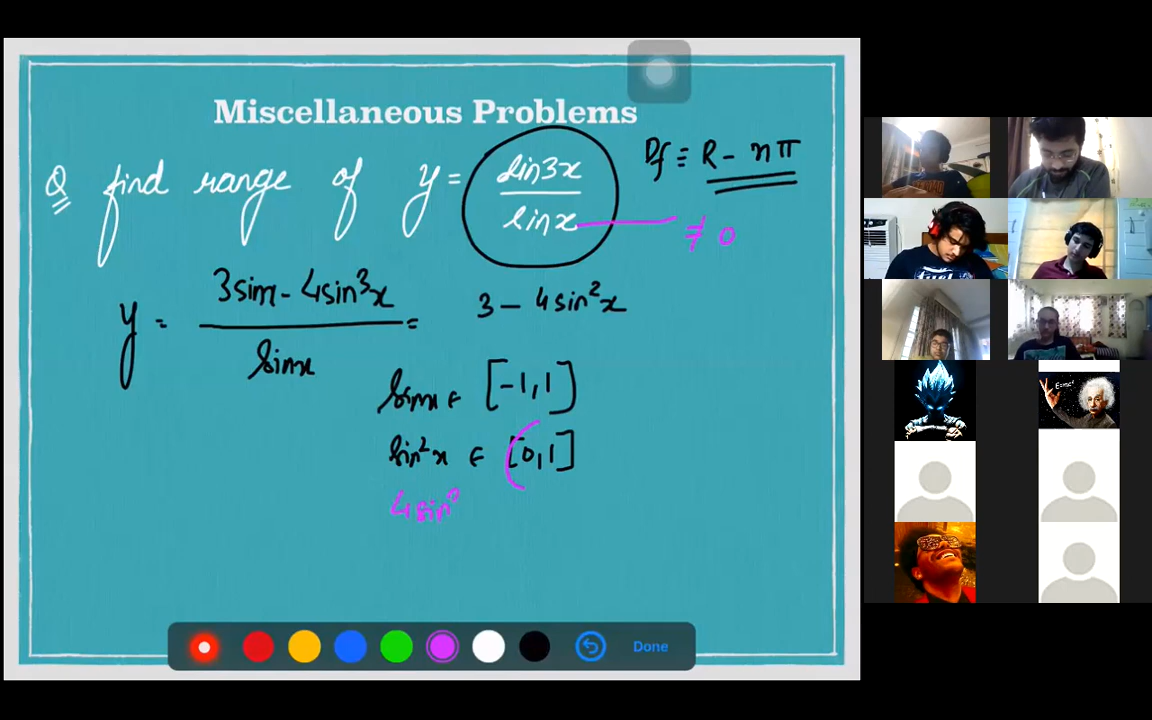 Miscellaneous Problems
Q find range of y = sin3x / sinx
Df ≡ R - nπ
≠ 0
y = 3sinx - 4sin³x / sinx = 3 - 4sin²x
sinx ∈ [-1,1]
sin²x ∈ [0,1]
4sin²
Done